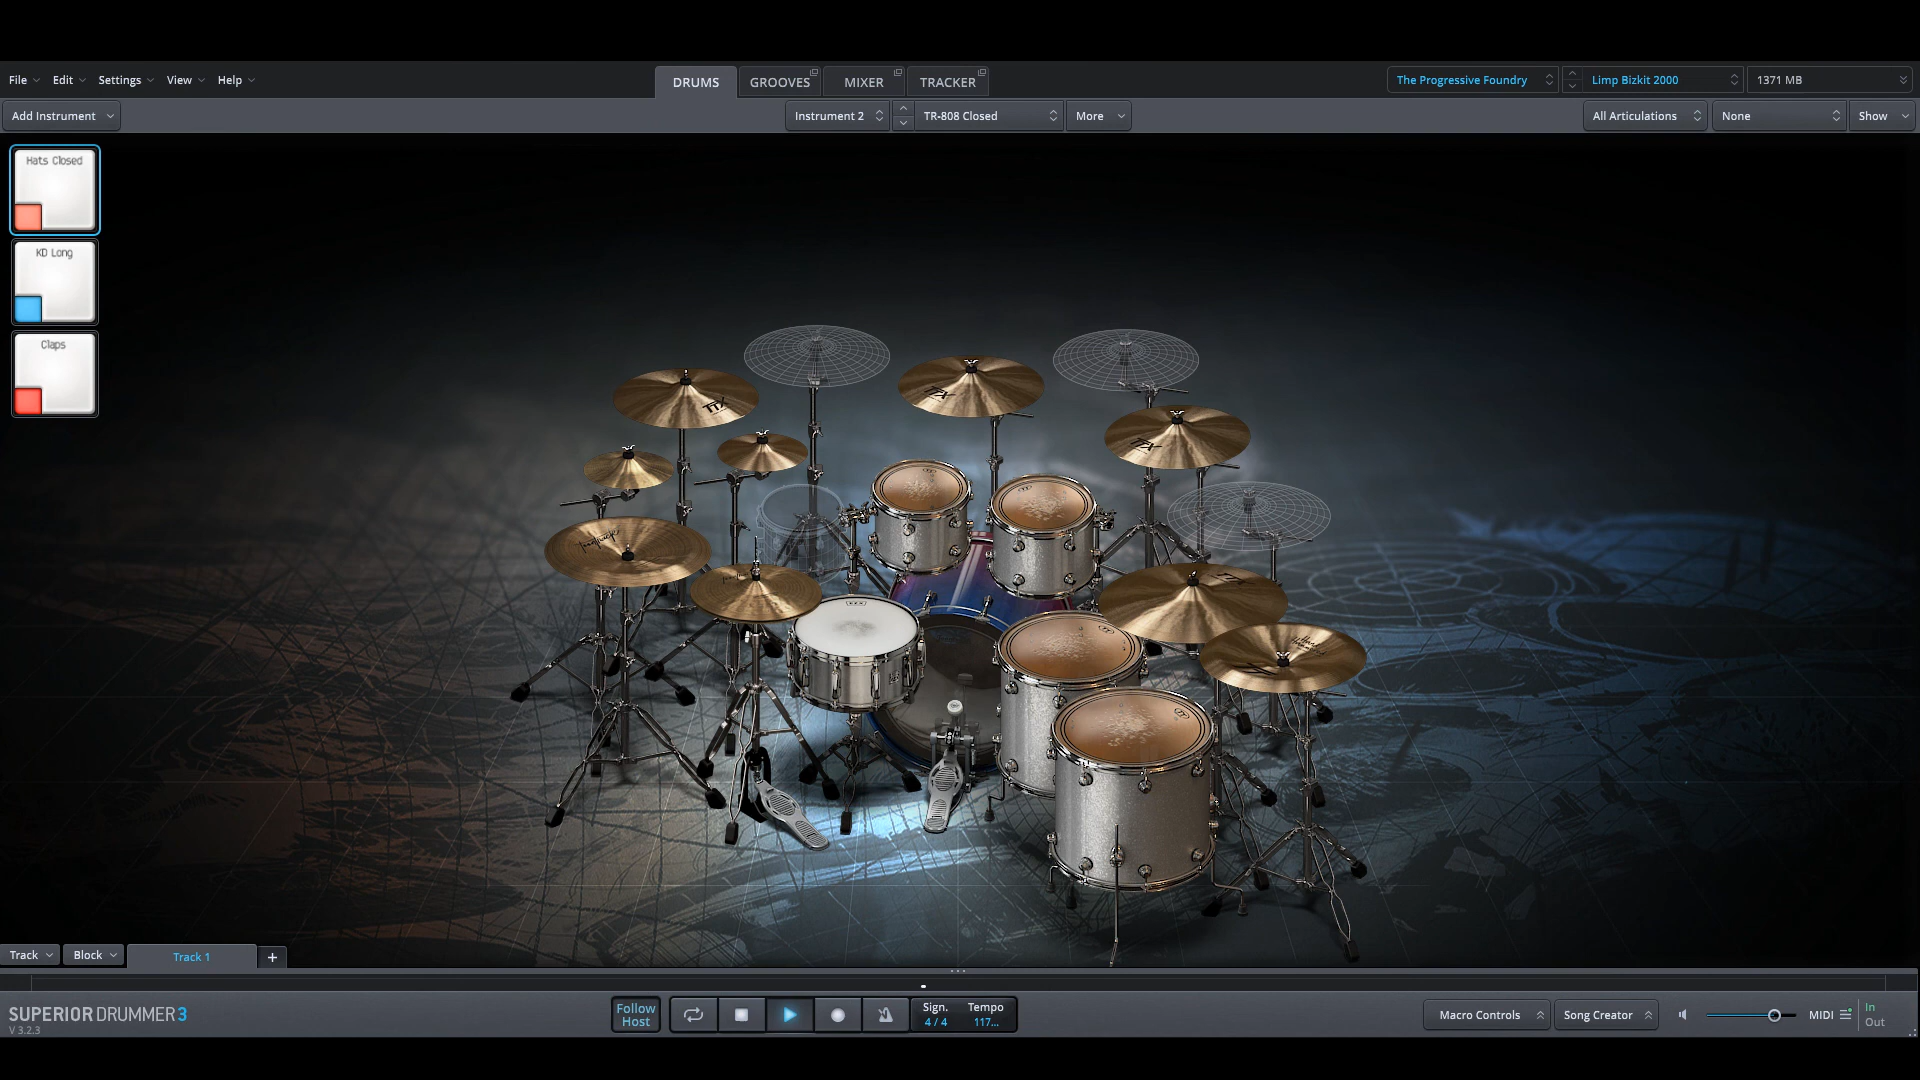 File Edit Settings View Help
DRUMS GROOVES MIXER TRACKER
The Progressive Foundry Limp Bizkit 2000 1371 MB
Add Instrument Instrument 2 TR-808 Closed More All Articulations None Show
Hats Closed
KD Long
Claps
Track Block Track 1 +
SUPERIOR DRUMMER 3
V 3.2.3
Follow
Host
Sign. Tempo
4 / 4 117...
Macro Controls Song Creator MIDI In
Out